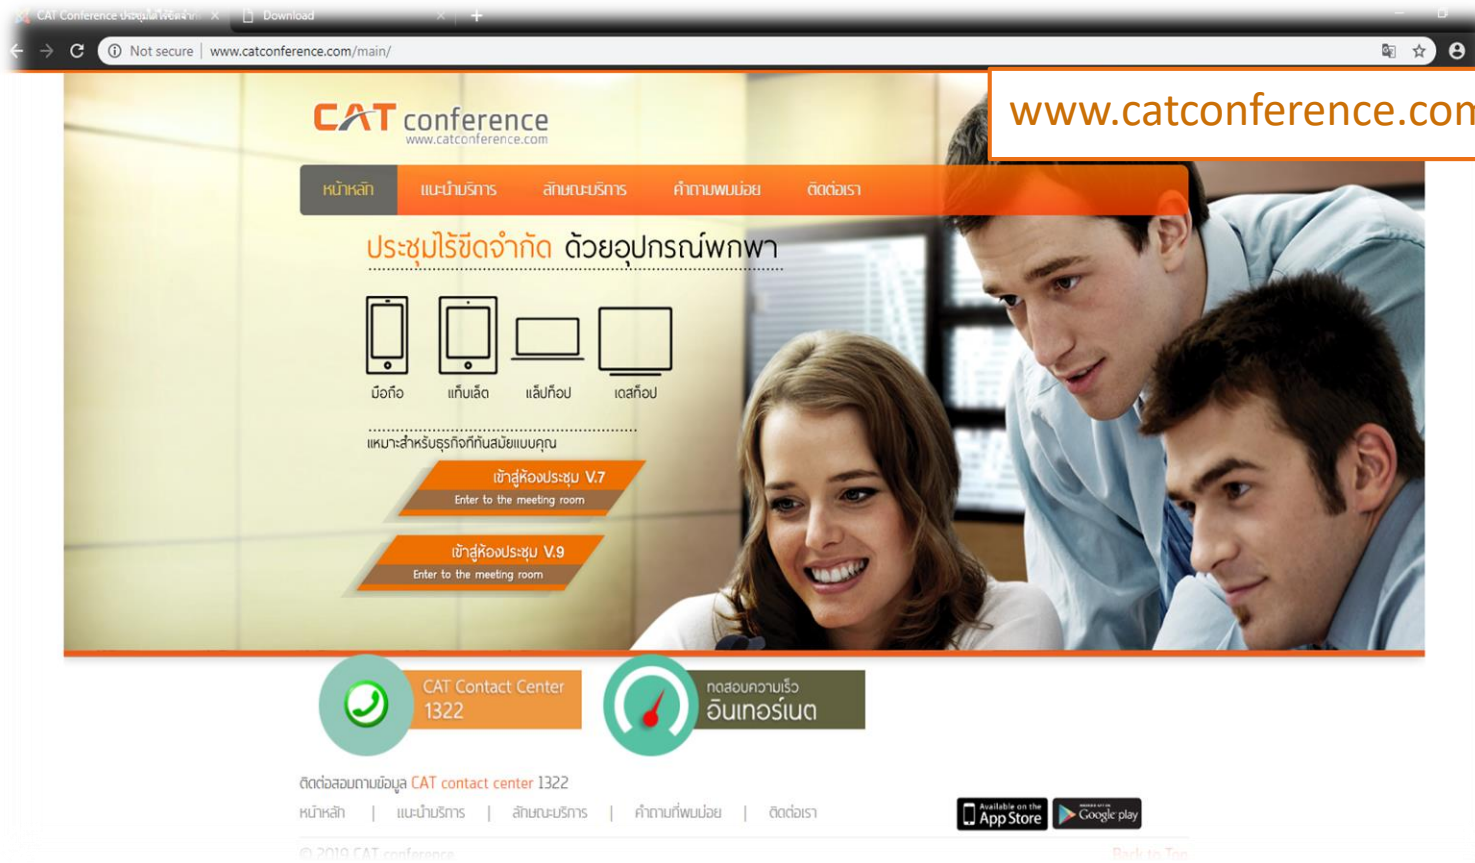 CAT Conference ประชุมไร้ขีดจำกั
Download
Not secure | www.catconference.com/main/
www.catconference.com
CAT conference
www.catconference.com
หน้าหลัก
แนะนำบริการ
ลักษณะบริการ
คำถามพบบ่อย
ติดต่อเรา
ประชุมไร้ขีดจำกัด ด้วยอุปกรณ์พกพา
มือถือ
แท็บเล็ต
แล็ปท็อป
เดสก็อป
แหมาะสำหรับธุรกิจที่ทันสมัยแบบคุณ
เข้าสู่ห้องประชุม V.7
Enter to the meeting room
เข้าสู่ห้องประชุม V.9
Enter to the meeting room
CAT Contact Center
1322
ทดสอบความเร็ว
อินเทอร์เนต
ติดต่อสอบถามข้อมูล CAT contact center 1322
หน้าหลัก | แนะนำบริการ | ลักษณะบริการ | คำถามที่พบบ่อย | ติดต่อเรา
Available on the
App Store
Google play
© 2019 CAT conference
Back to Top